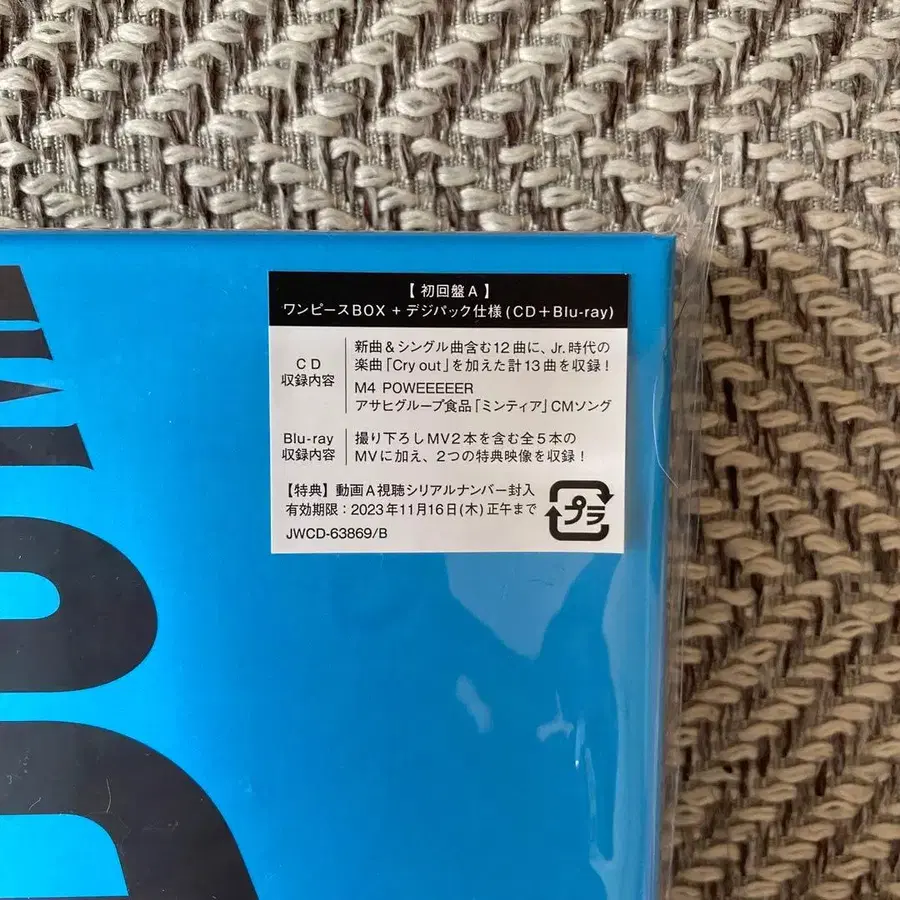 【 初回盤A 】
ワンピースBOX + デジパック仕様(CD+Blu-ray)
CD
収録内容
新曲&シングル曲含む12曲に、Jr.時代の
楽曲「Cry out」を加えた計13曲を収録!
M4 POWEEEEER
アサヒグループ食品「ミンティア」CMソング
Blu-ray
収録内容
撮り下ろしMV2本を含む全5本の
MVに加え、2つの特典映像を収録!
【特典】動画A視聴シリアルナンバー封入
有効期限:2023年11月16日(木)正午まで
プラ
JWCD-63869/B